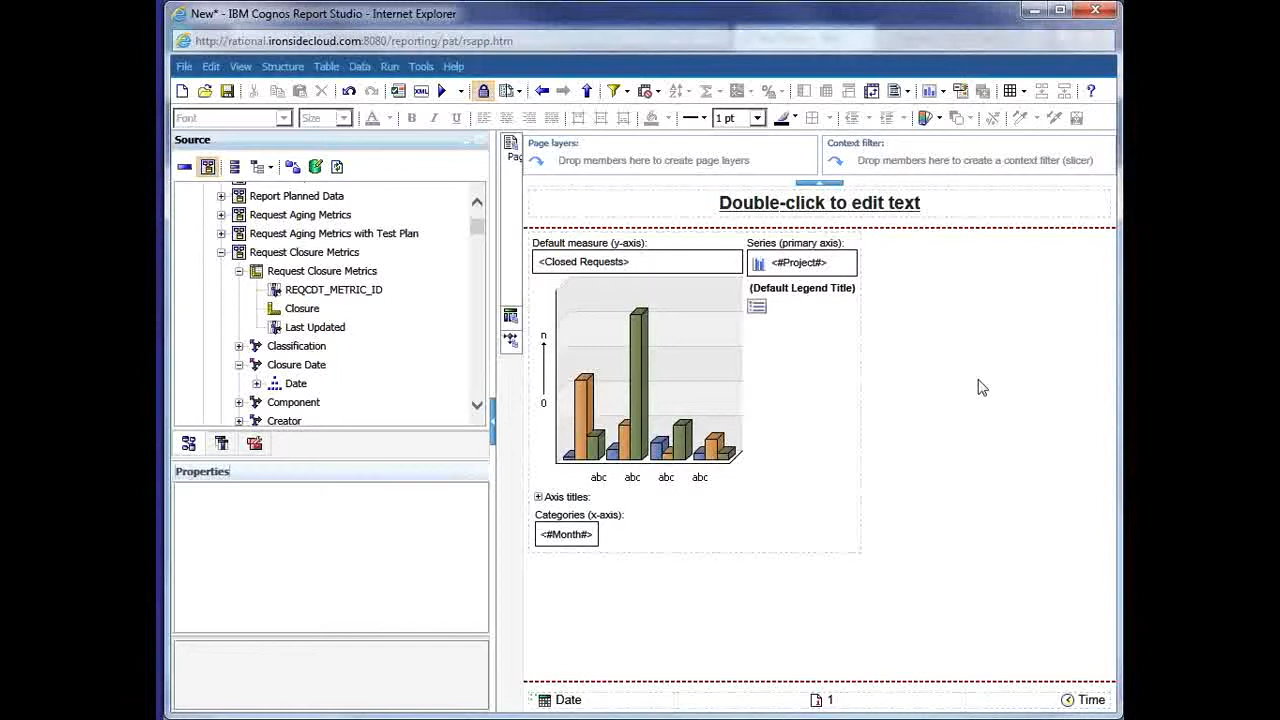 New* - IBM Cognos Report Studio - Internet Explorer
http://rational.ironsidecloud.com:8080/reporting/pat/rsapp.htm
File Edit View Structure Table Data Run Tools Help
XML
Font Size A B I U 1 pt
Source
Report Planned Data
Request Aging Metrics
Request Aging Metrics with Test Plan
Request Closure Metrics
Request Closure Metrics
REQCDT_METRIC_ID
Closure
Last Updated
Classification
Closure Date
Date
Component
Creator
Properties
Pag
Page layers:
Drop members here to create page layers
Context filter:
Drop members here to create a context filter (slicer)
Double-click to edit text
Default measure (y-axis):
<Closed Requests>
Series (primary axis):
<#Project#>
(Default Legend Title)
n
0
abc abc abc abc
Axis titles:
Categories (x-axis):
<#Month#>
Date 1 Time